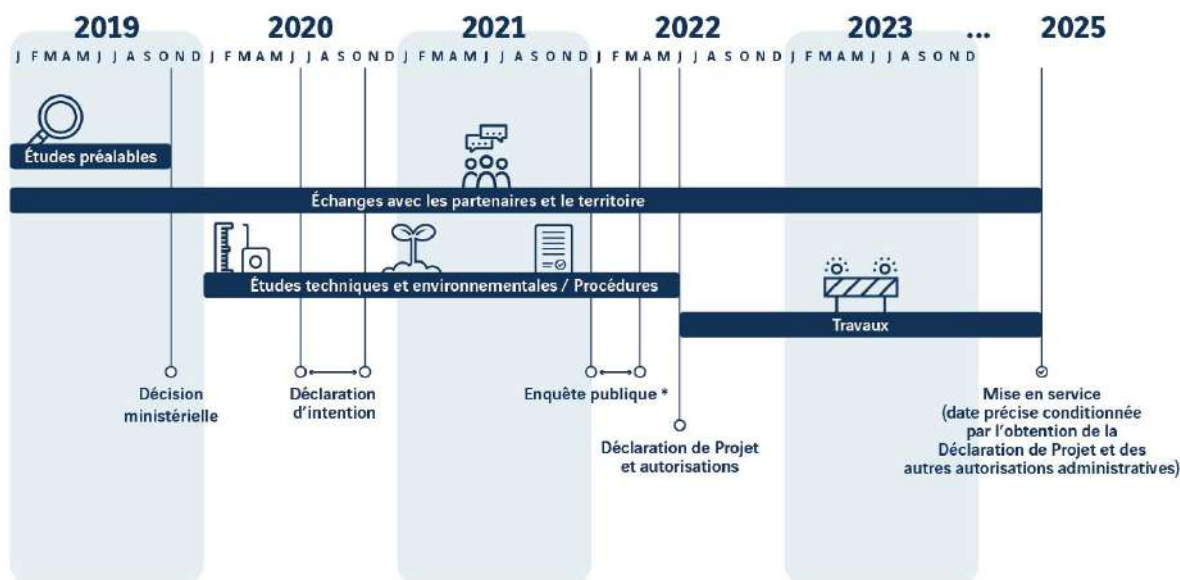 2019 2020 2021 2022 2023 ... 2025
J F M A M J J A S O N D J F M A M J J A S O N D J F M A M J J A S O N D J F M A M J J A S O N D J F M A M J J A S O N D
Études préalables
Échanges avec les partenaires et le territoire
Études techniques et environnementales / Procédures
Travaux
Décision
ministérielle
Déclaration
d'intention
Enquête publique *
Déclaration de Projet
et autorisations
Mise en service
(date précise conditionnée
par l'obtention de la
Déclaration de Projet et des
autres autorisations administratives)